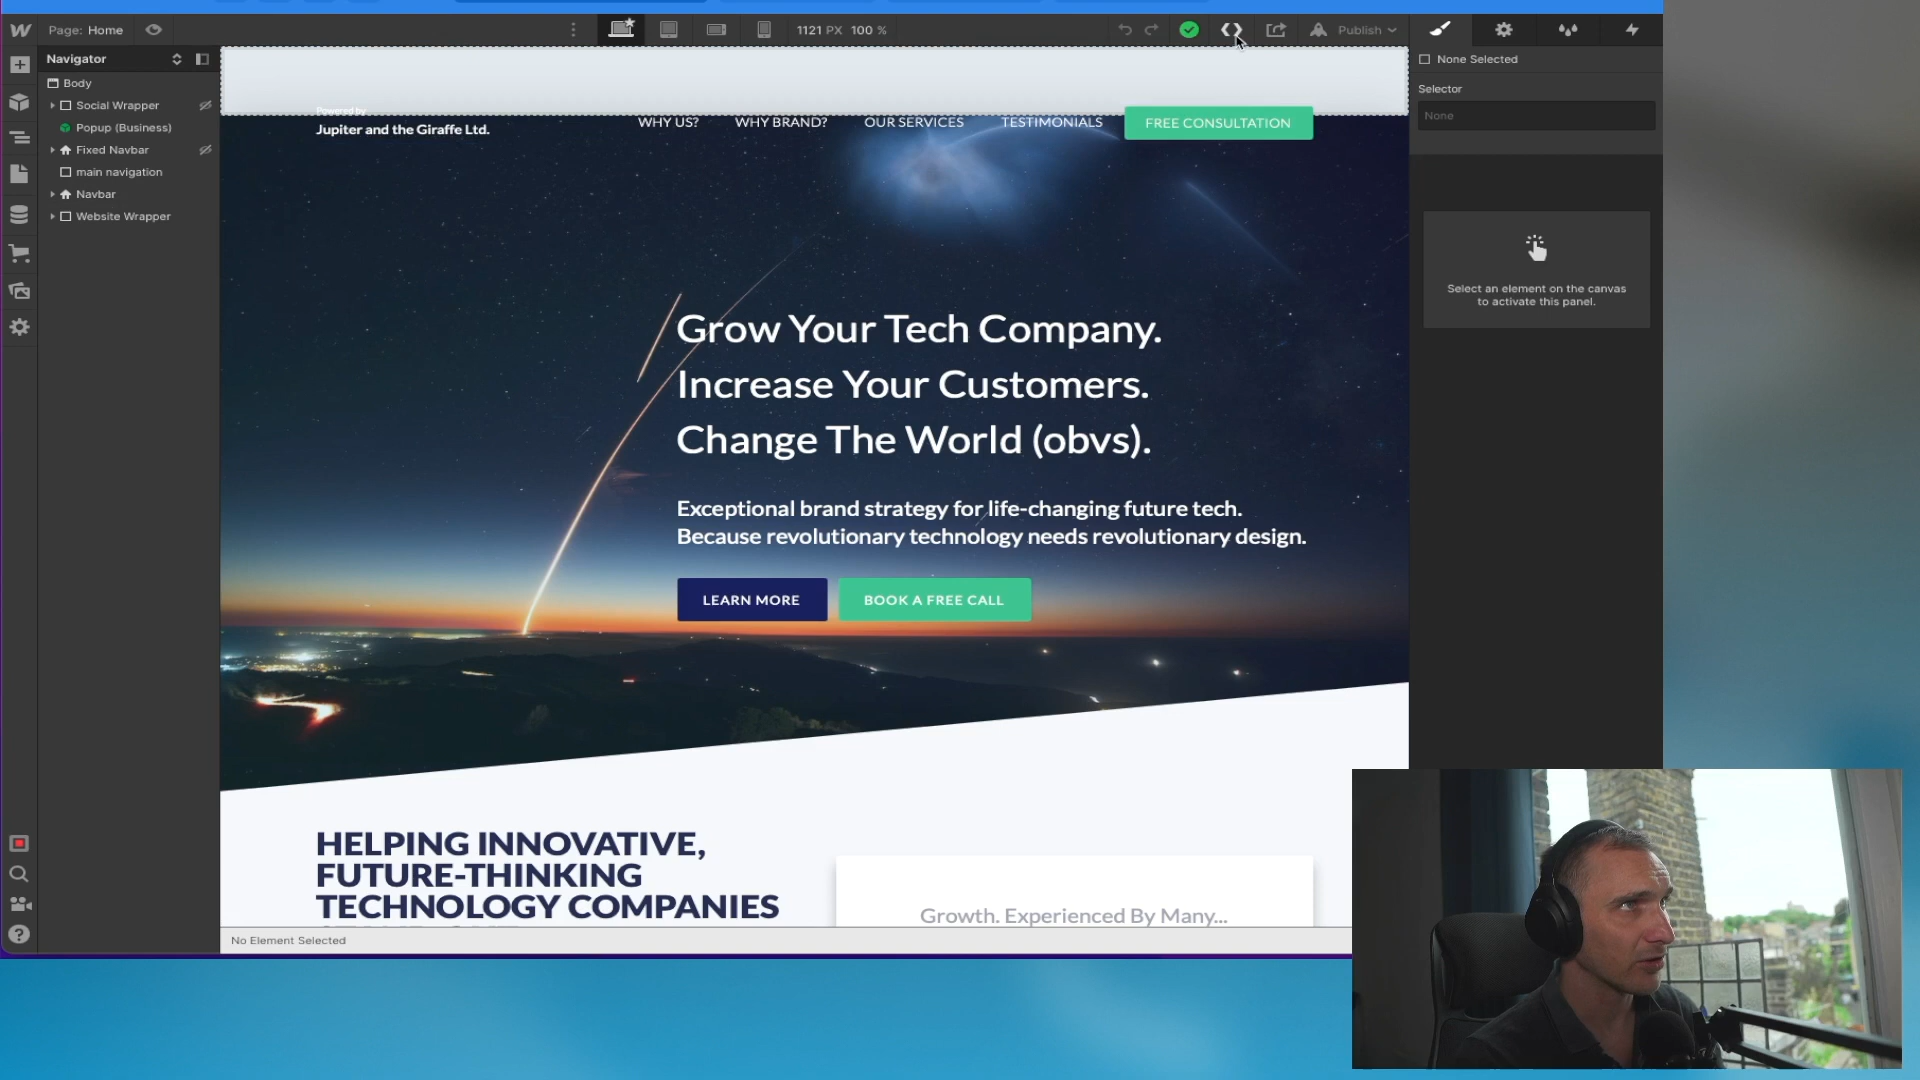 Page: Home
1121 PX 100 %
Publish
Navigator
Body
Social Wrapper
Popup (Business)
Fixed Navbar
main navigation
Navbar
Website Wrapper
None Selected
Selector
None
Select an element on the canvas
to activate this panel.
Powered by
Jupiter and the Giraffe Ltd.
WHY US?
WHY BRAND?
OUR SERVICES
TESTIMONIALS
FREE CONSULTATION
Grow Your Tech Company.
Increase Your Customers.
Change The World (obvs).
Exceptional brand strategy for life-changing future tech.
Because revolutionary technology needs revolutionary design.
LEARN MORE
BOOK A FREE CALL
HELPING INNOVATIVE,
FUTURE-THINKING
TECHNOLOGY COMPANIES
Growth. Experienced By Many...
No Element Selected